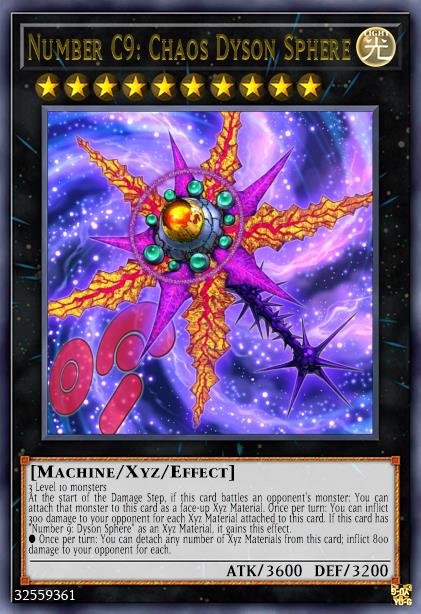 NUMBER C9: CHAOS DYSON SPHERE
LIGHT
光
09
[MACHINE/XYZ/EFFECT]
3 Level 10 monsters
At the start of the Damage Step, if this card battles an opponent's monster: You can
attach that monster to this card as a face-up Xyz Material. Once per turn: You can inflict
300 damage to your opponent for each Xyz Material attached to this card. If this card has
"Number 9: Dyson Sphere" as an Xyz Material, it gains this effect.
● Once per turn: You can detach any number of Xyz Materials from this card; inflict 800
damage to your opponent for each.
ATK/3600 DEF/3200
32559361